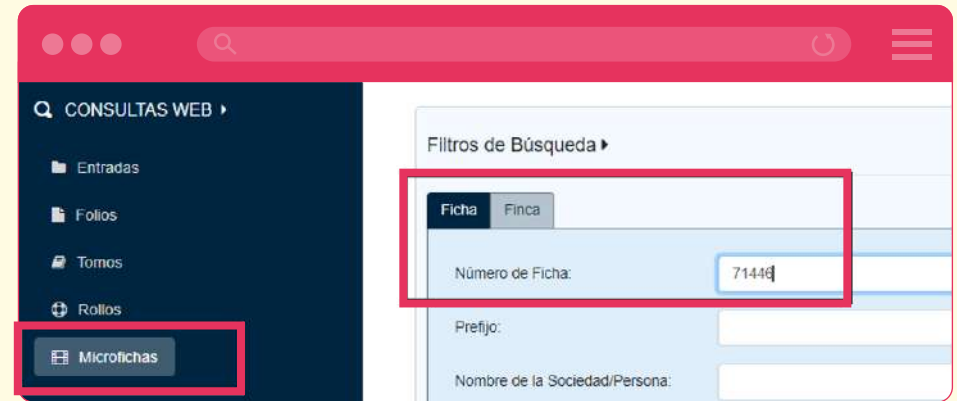 CONSULTAS WEB
Entradas
Folios
Tomos
Rollos
Microfichas
Filtros de Búsqueda
Ficha Finca
Número de Ficha: 71446
Prefijo:
Nombre de la Sociedad/Persona: